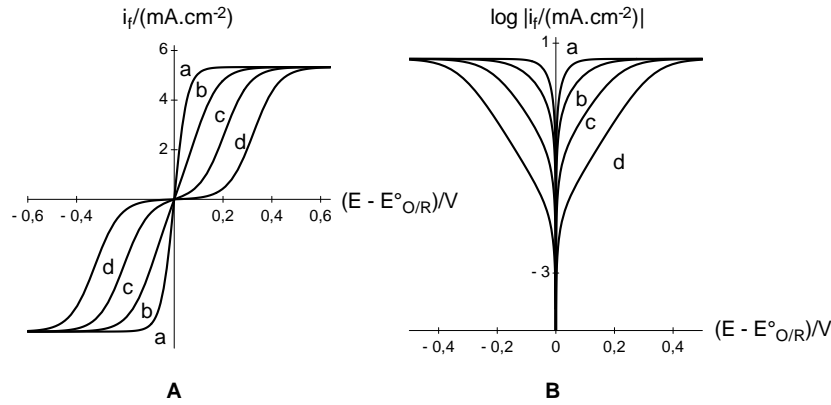 i_f/(mA.cm⁻²)
6
4
2
a
b
c
d
- 0,6
- 0,4
0,2
0,4
0,6
(E - E°_O/R)/V
d
c
b
a
A
log |i_f/(mA.cm⁻²)|
1
a
b
c
d
- 3
- 0,4
- 0,2
0
0,2
0,4
(E - E°_O/R)/V
B